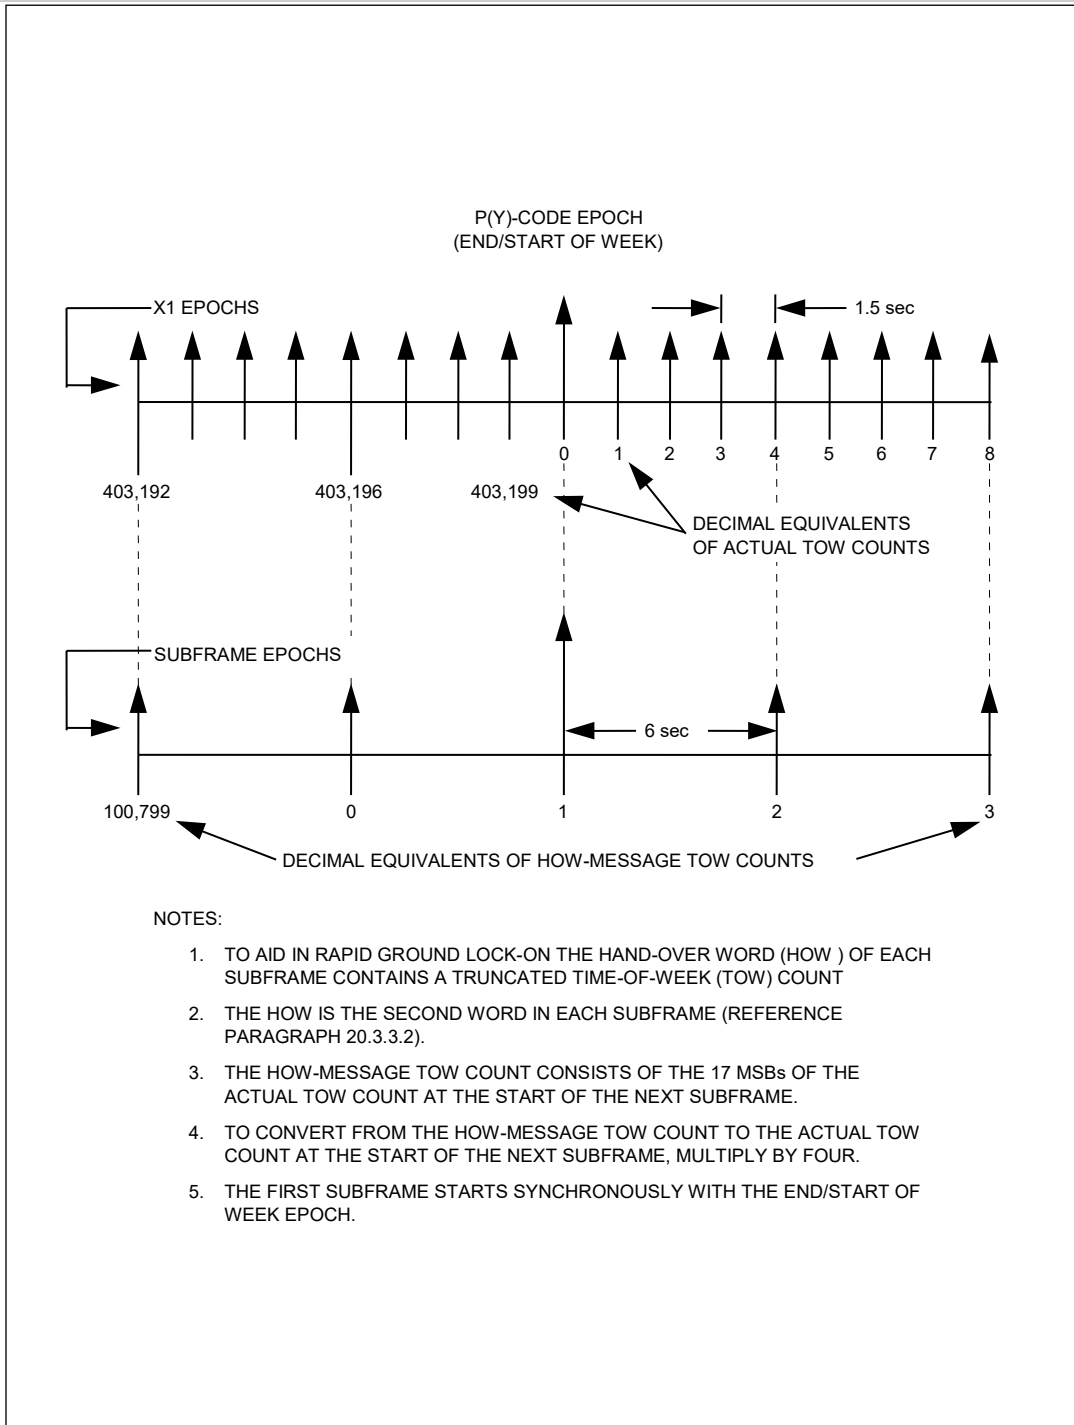 P(Y)-CODE EPOCH
(END/START OF WEEK)
X1 EPOCHS
1.5 sec
0 1 2 3 4 5 6 7 8
403,192 403,196 403,199
DECIMAL EQUIVALENTS
OF ACTUAL TOW COUNTS
SUBFRAME EPOCHS
6 sec
100,799 0 1 2 3
DECIMAL EQUIVALENTS OF HOW-MESSAGE TOW COUNTS
NOTES:
1. TO AID IN RAPID GROUND LOCK-ON THE HAND-OVER WORD (HOW ) OF EACH
SUBFRAME CONTAINS A TRUNCATED TIME-OF-WEEK (TOW) COUNT
2. THE HOW IS THE SECOND WORD IN EACH SUBFRAME (REFERENCE
PARAGRAPH 20.3.3.2).
3. THE HOW-MESSAGE TOW COUNT CONSISTS OF THE 17 MSBs OF THE
ACTUAL TOW COUNT AT THE START OF THE NEXT SUBFRAME.
4. TO CONVERT FROM THE HOW-MESSAGE TOW COUNT TO THE ACTUAL TOW
COUNT AT THE START OF THE NEXT SUBFRAME, MULTIPLY BY FOUR.
5. THE FIRST SUBFRAME STARTS SYNCHRONOUSLY WITH THE END/START OF
WEEK EPOCH.